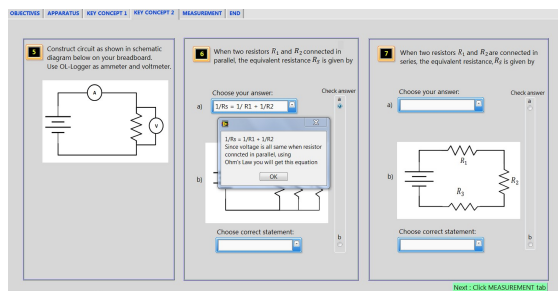 OBJECTIVES APPARATUS KEY CONCEPT 1 KEY CONCEPT 2 MEASUREMENT END
5
Construct circuit as shown in schematic
diagram below on your breadboard.
Use OL-Logger as ammeter and voltmeter.
A
V
6
When two resistors R1 and R2 connected in
parallel, the equivalent resistance RS is given by
Choose your answer:
Check answer
a
a)
1/Rs = 1/ R1 + 1/R2
1/Rs = 1/R1 + 1/R2
Since voltage is all same when resistor
conncted in parallel, using
Ohm's Law you will get this equation
OK
b)
Choose correct statement:
b
7
When two resistors R1 and R2 are connected in
series, the equivalent resistance, RS is given by
Choose your answer:
Check answer
a
a)
b)
R1
R2
R3
Choose correct statement:
b
Next : Click MEASUREMENT tab